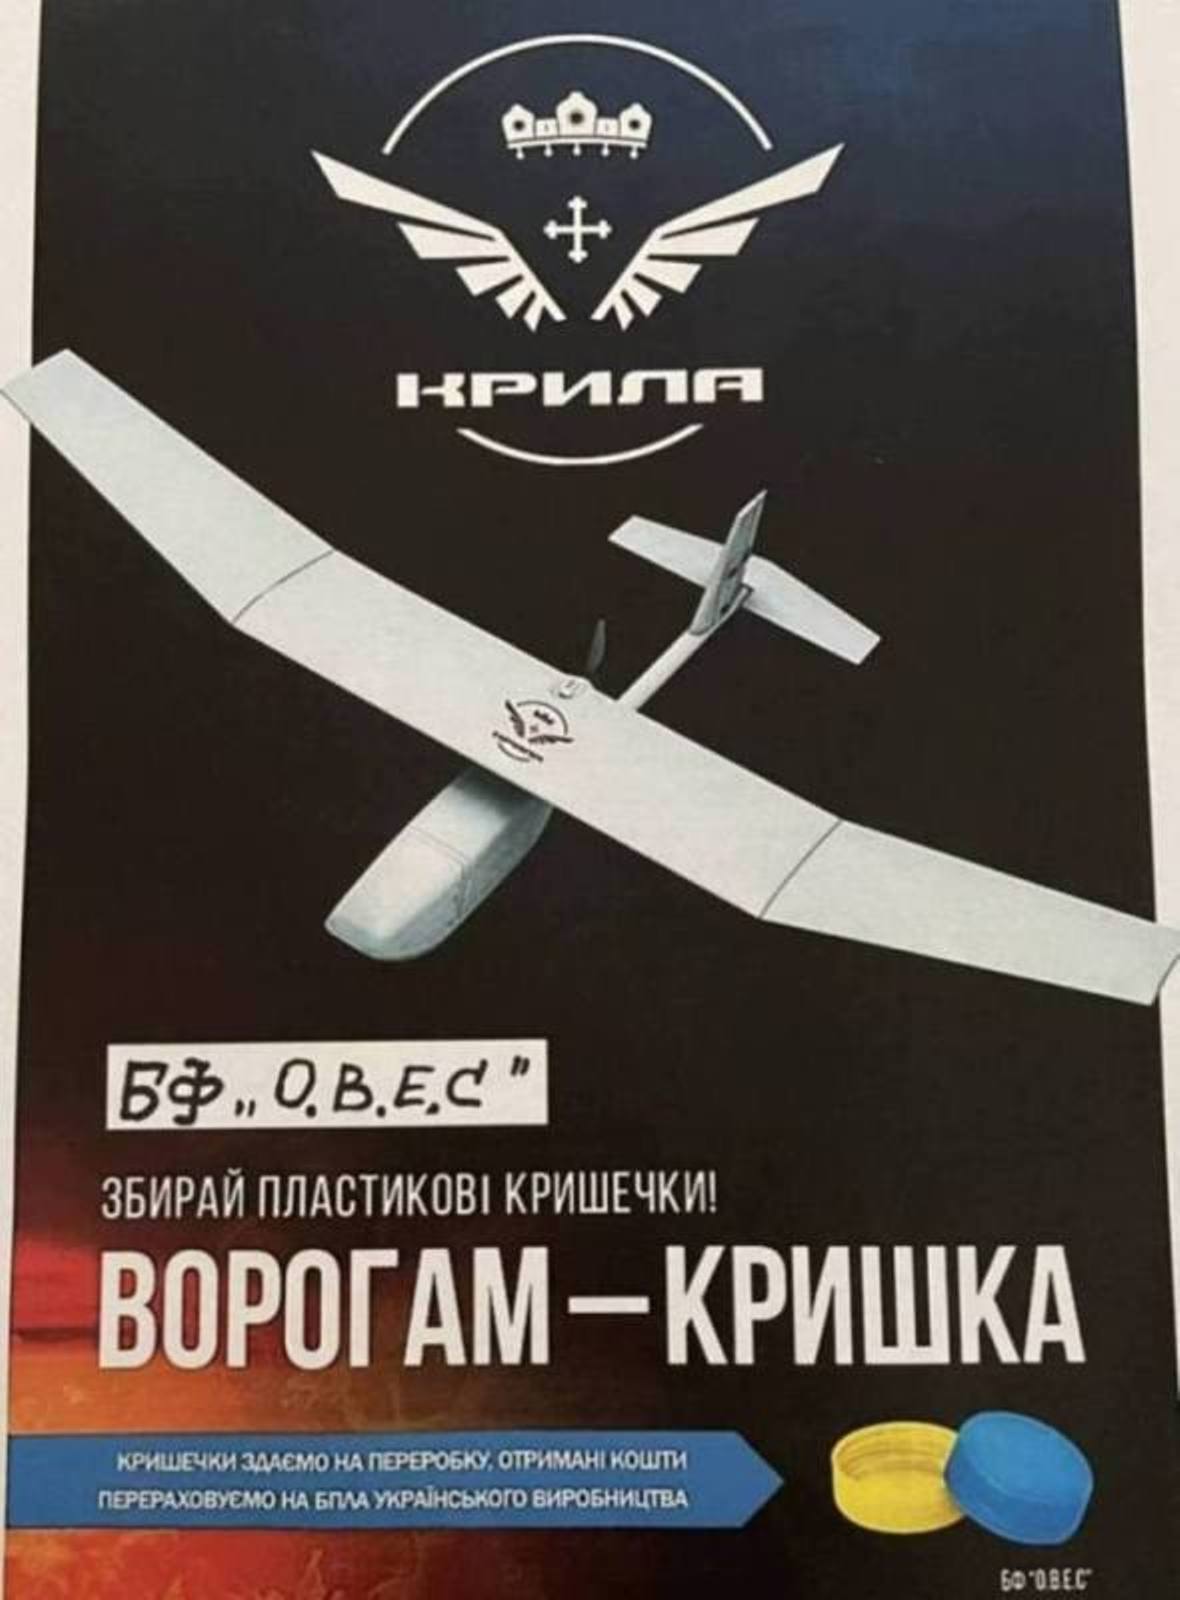 КРИЛА
БФ „О.В.Е.С"
ЗБИРАЙ ПЛАСТИКОВІ КРИШЕЧКИ!
ВОРОГАМ – КРИШКА
КРИШЕЧКИ ЗДАЄМО НА ПЕРЕРОБКУ, ОТРИМАНІ КОШТИ
ПЕРЕРАХОВУЄМО НА БПЛА УКРАЇНСЬКОГО ВИРОБНИЦТВА
БФ "О.В.Е.С"